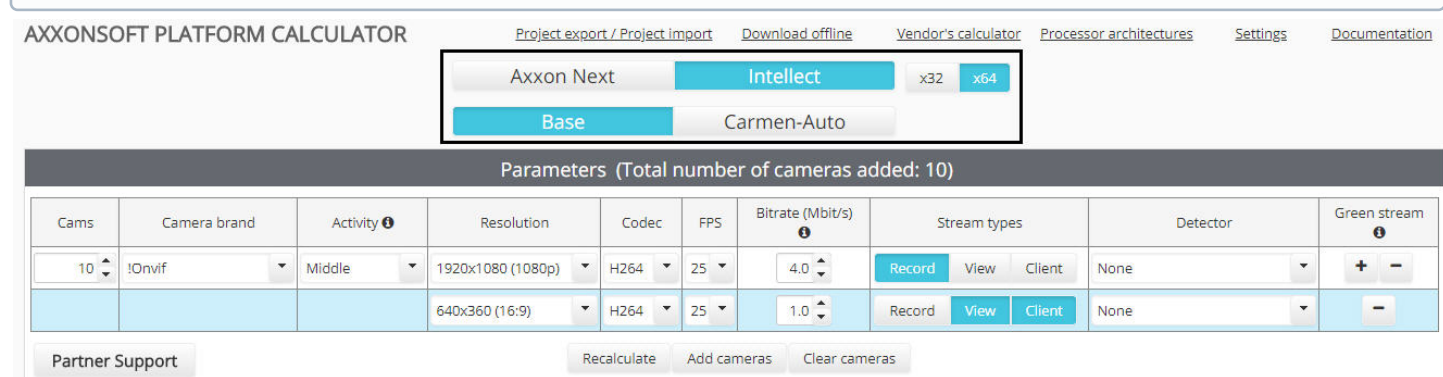 AXXONSOFT PLATFORM CALCULATOR Project export / Project import Download offline Vendor's calculator Processor architectures Settings Documentation
Axxon Next Intellect x32 x64
Base Carmen-Auto
Parameters (Total number of cameras added: 10)
Cams Camera brand Activity Resolution Codec FPS Bitrate (Mbit/s) Stream types Detector Green stream
10 !Onvif Middle 1920x1080 (1080p) H264 25 4.0 Record View Client None + −
640x360 (16:9) H264 25 1.0 Record View Client None −
Partner Support Recalculate Add cameras Clear cameras